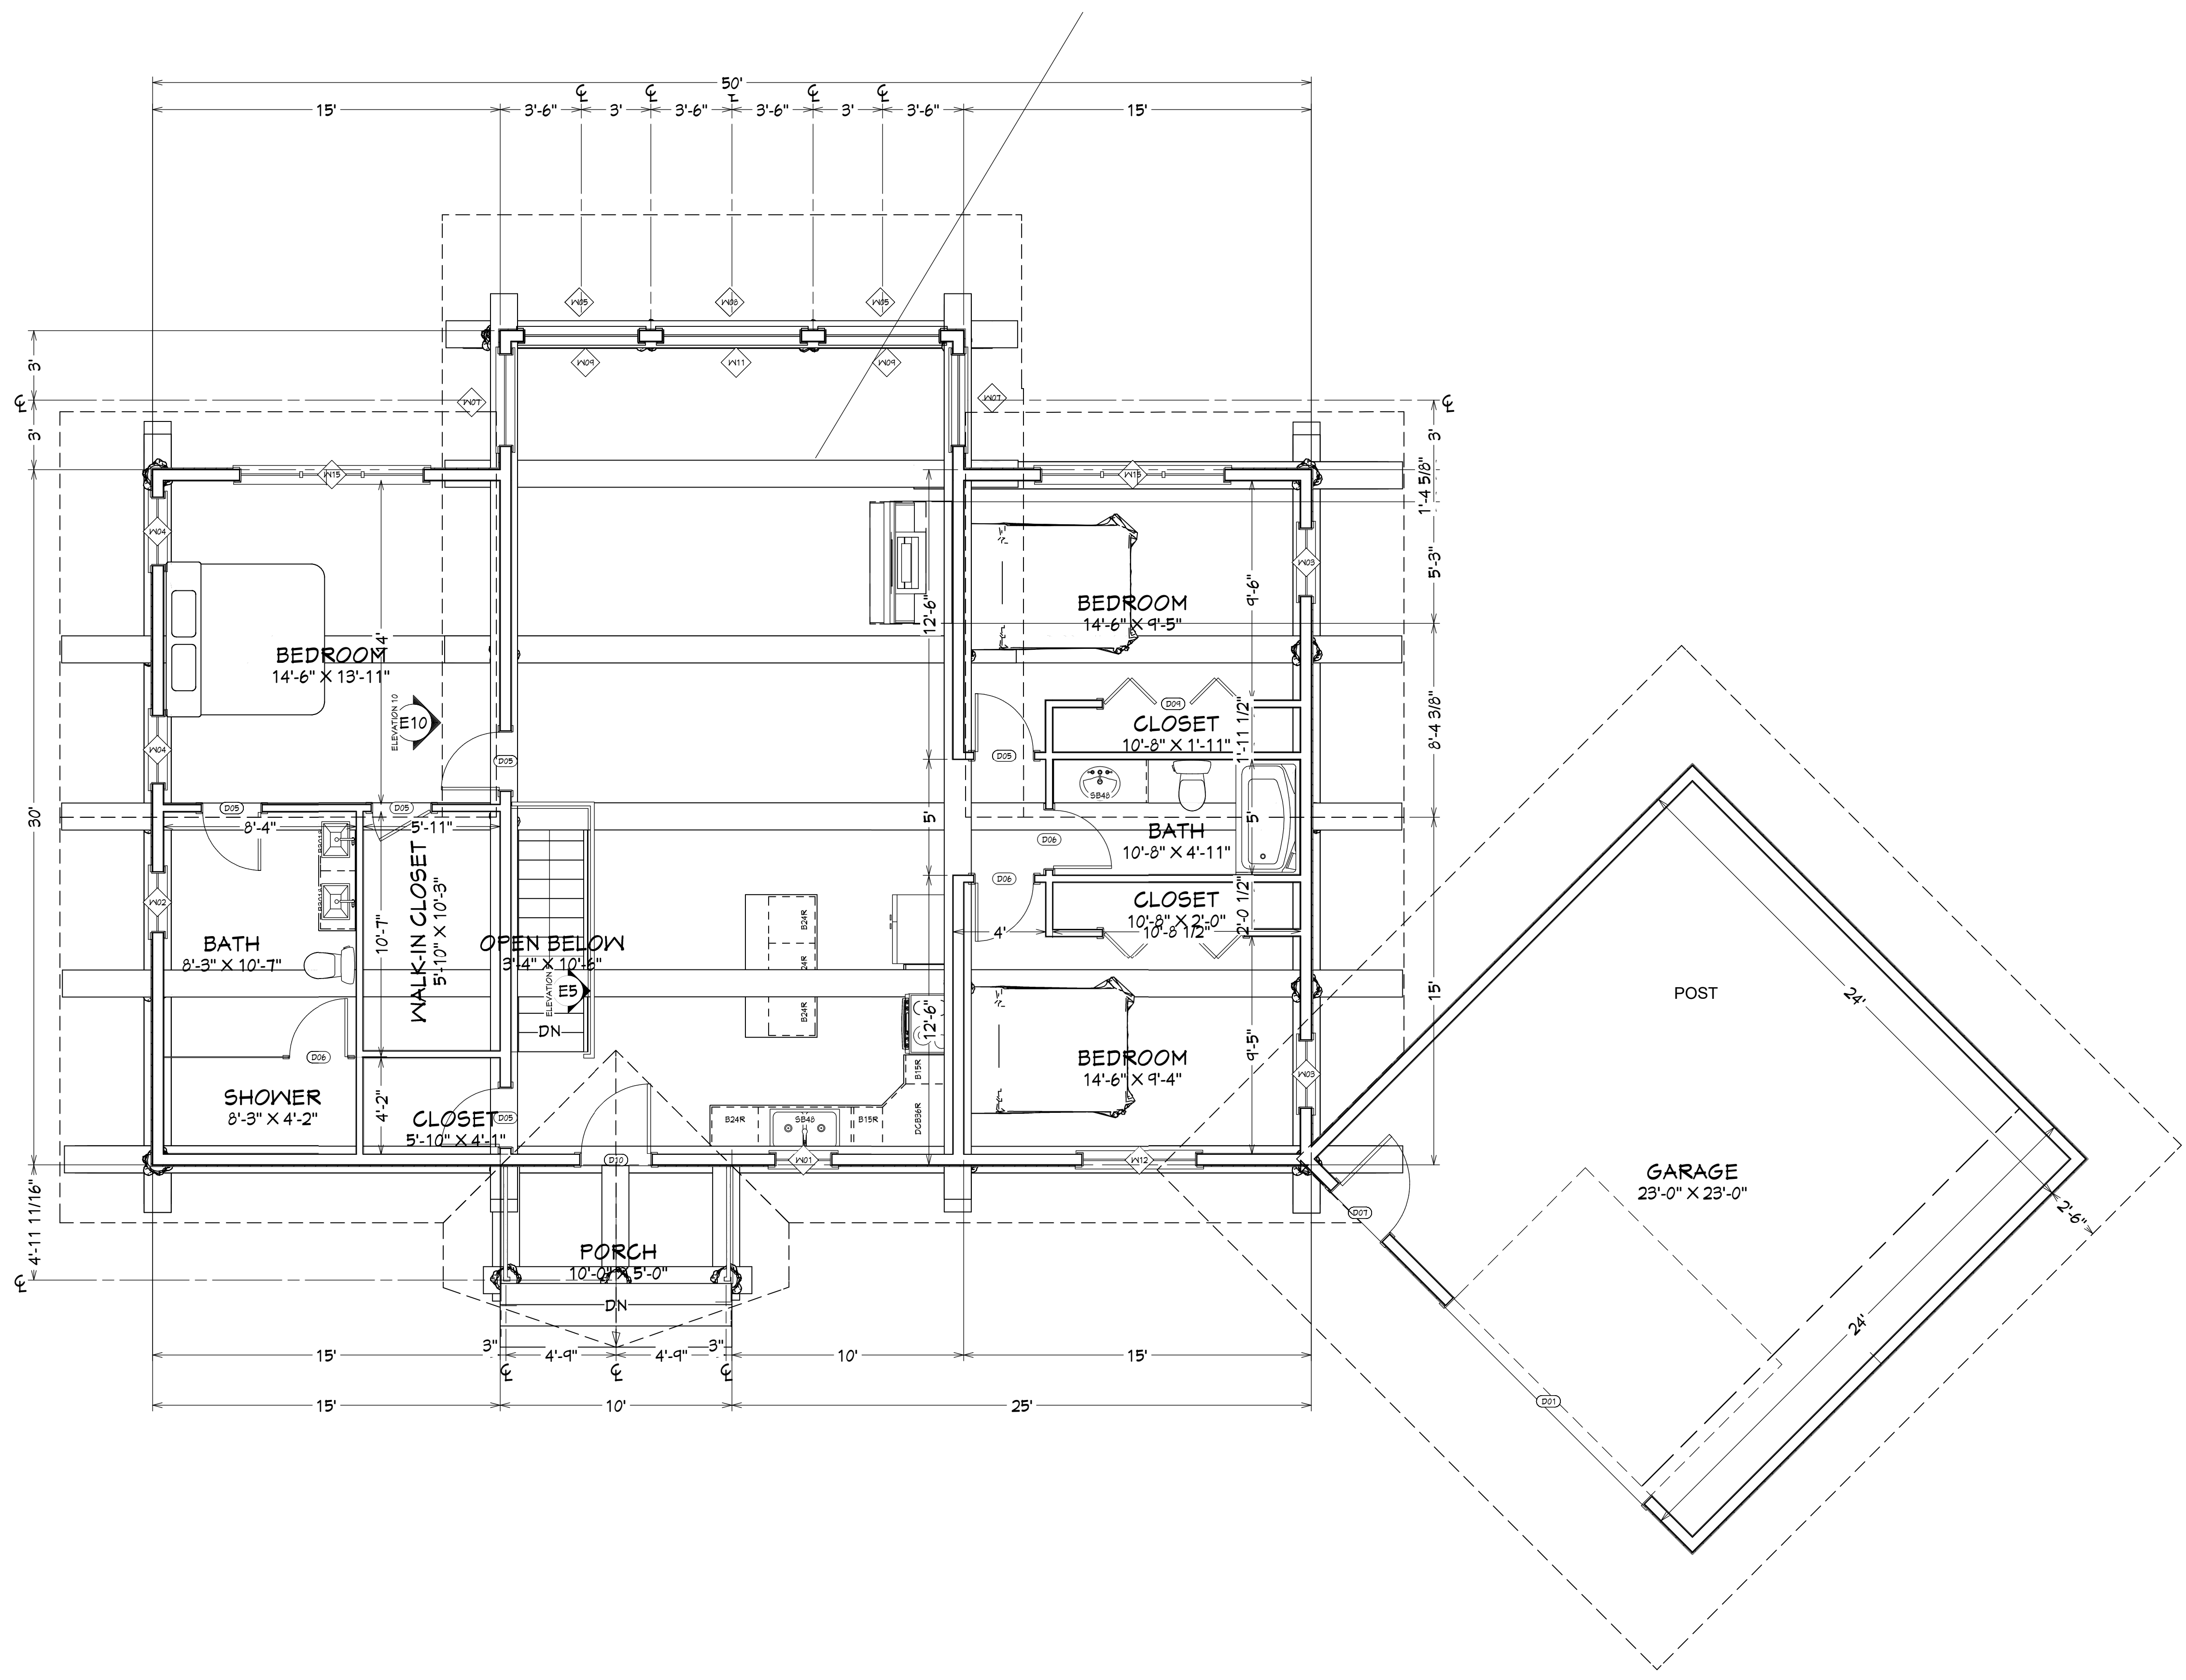 50'
15'
3'-6"
3'
3'-6"
3'-6"
3'
3'-6"
15'
W05
W08
W05
W09
W11
W09
W07
W07
3'
3'
3'
1'-4 5/8"
5'-3"
8'-4 3/8"
15'
30'
4'-11 11/16"
W15
W15
W04
W04
W02
W03
W03
BEDROOM
14'-6" X 13'-11"
14'
ELEVATION 10
E10
D05
D05
D05
8'-4"
5'-11"
BATH
8'-3" X 10'-7"
WALK-IN CLOSET
5'-10" X 10'-3"
10'-7"
D06
SHOWER
8'-3" X 4'-2"
4'-2"
CLOSET
5'-10" X 4'-1"
D05
OPEN BELOW
3'-4" X 10'-6"
E5
DN
12'-6"
5'
12'-6"
B24R
B24R
B24R
SB48
B15R
B15R
DCB36R
D10
W01
W12
BEDROOM
14'-6" X 9'-5"
9'-6"
D09
CLOSET
10'-8" X 1'-11"
1'-11 1/2"
D05
SB48
BATH
10'-8" X 4'-11"
5'
D06
D06
CLOSET
10'-8" X 2'-0"
10'-8 1/2"
2'-0 1/2"
4'
BEDROOM
14'-6" X 9'-4"
9'-5"
PORCH
10'-0" X 5'-0"
DN
15'
3"
4'-9"
4'-9"
3"
10'
15'
15'
10'
25'
POST
24'
GARAGE
23'-0" X 23'-0"
2'-6"
24'
D07
D01